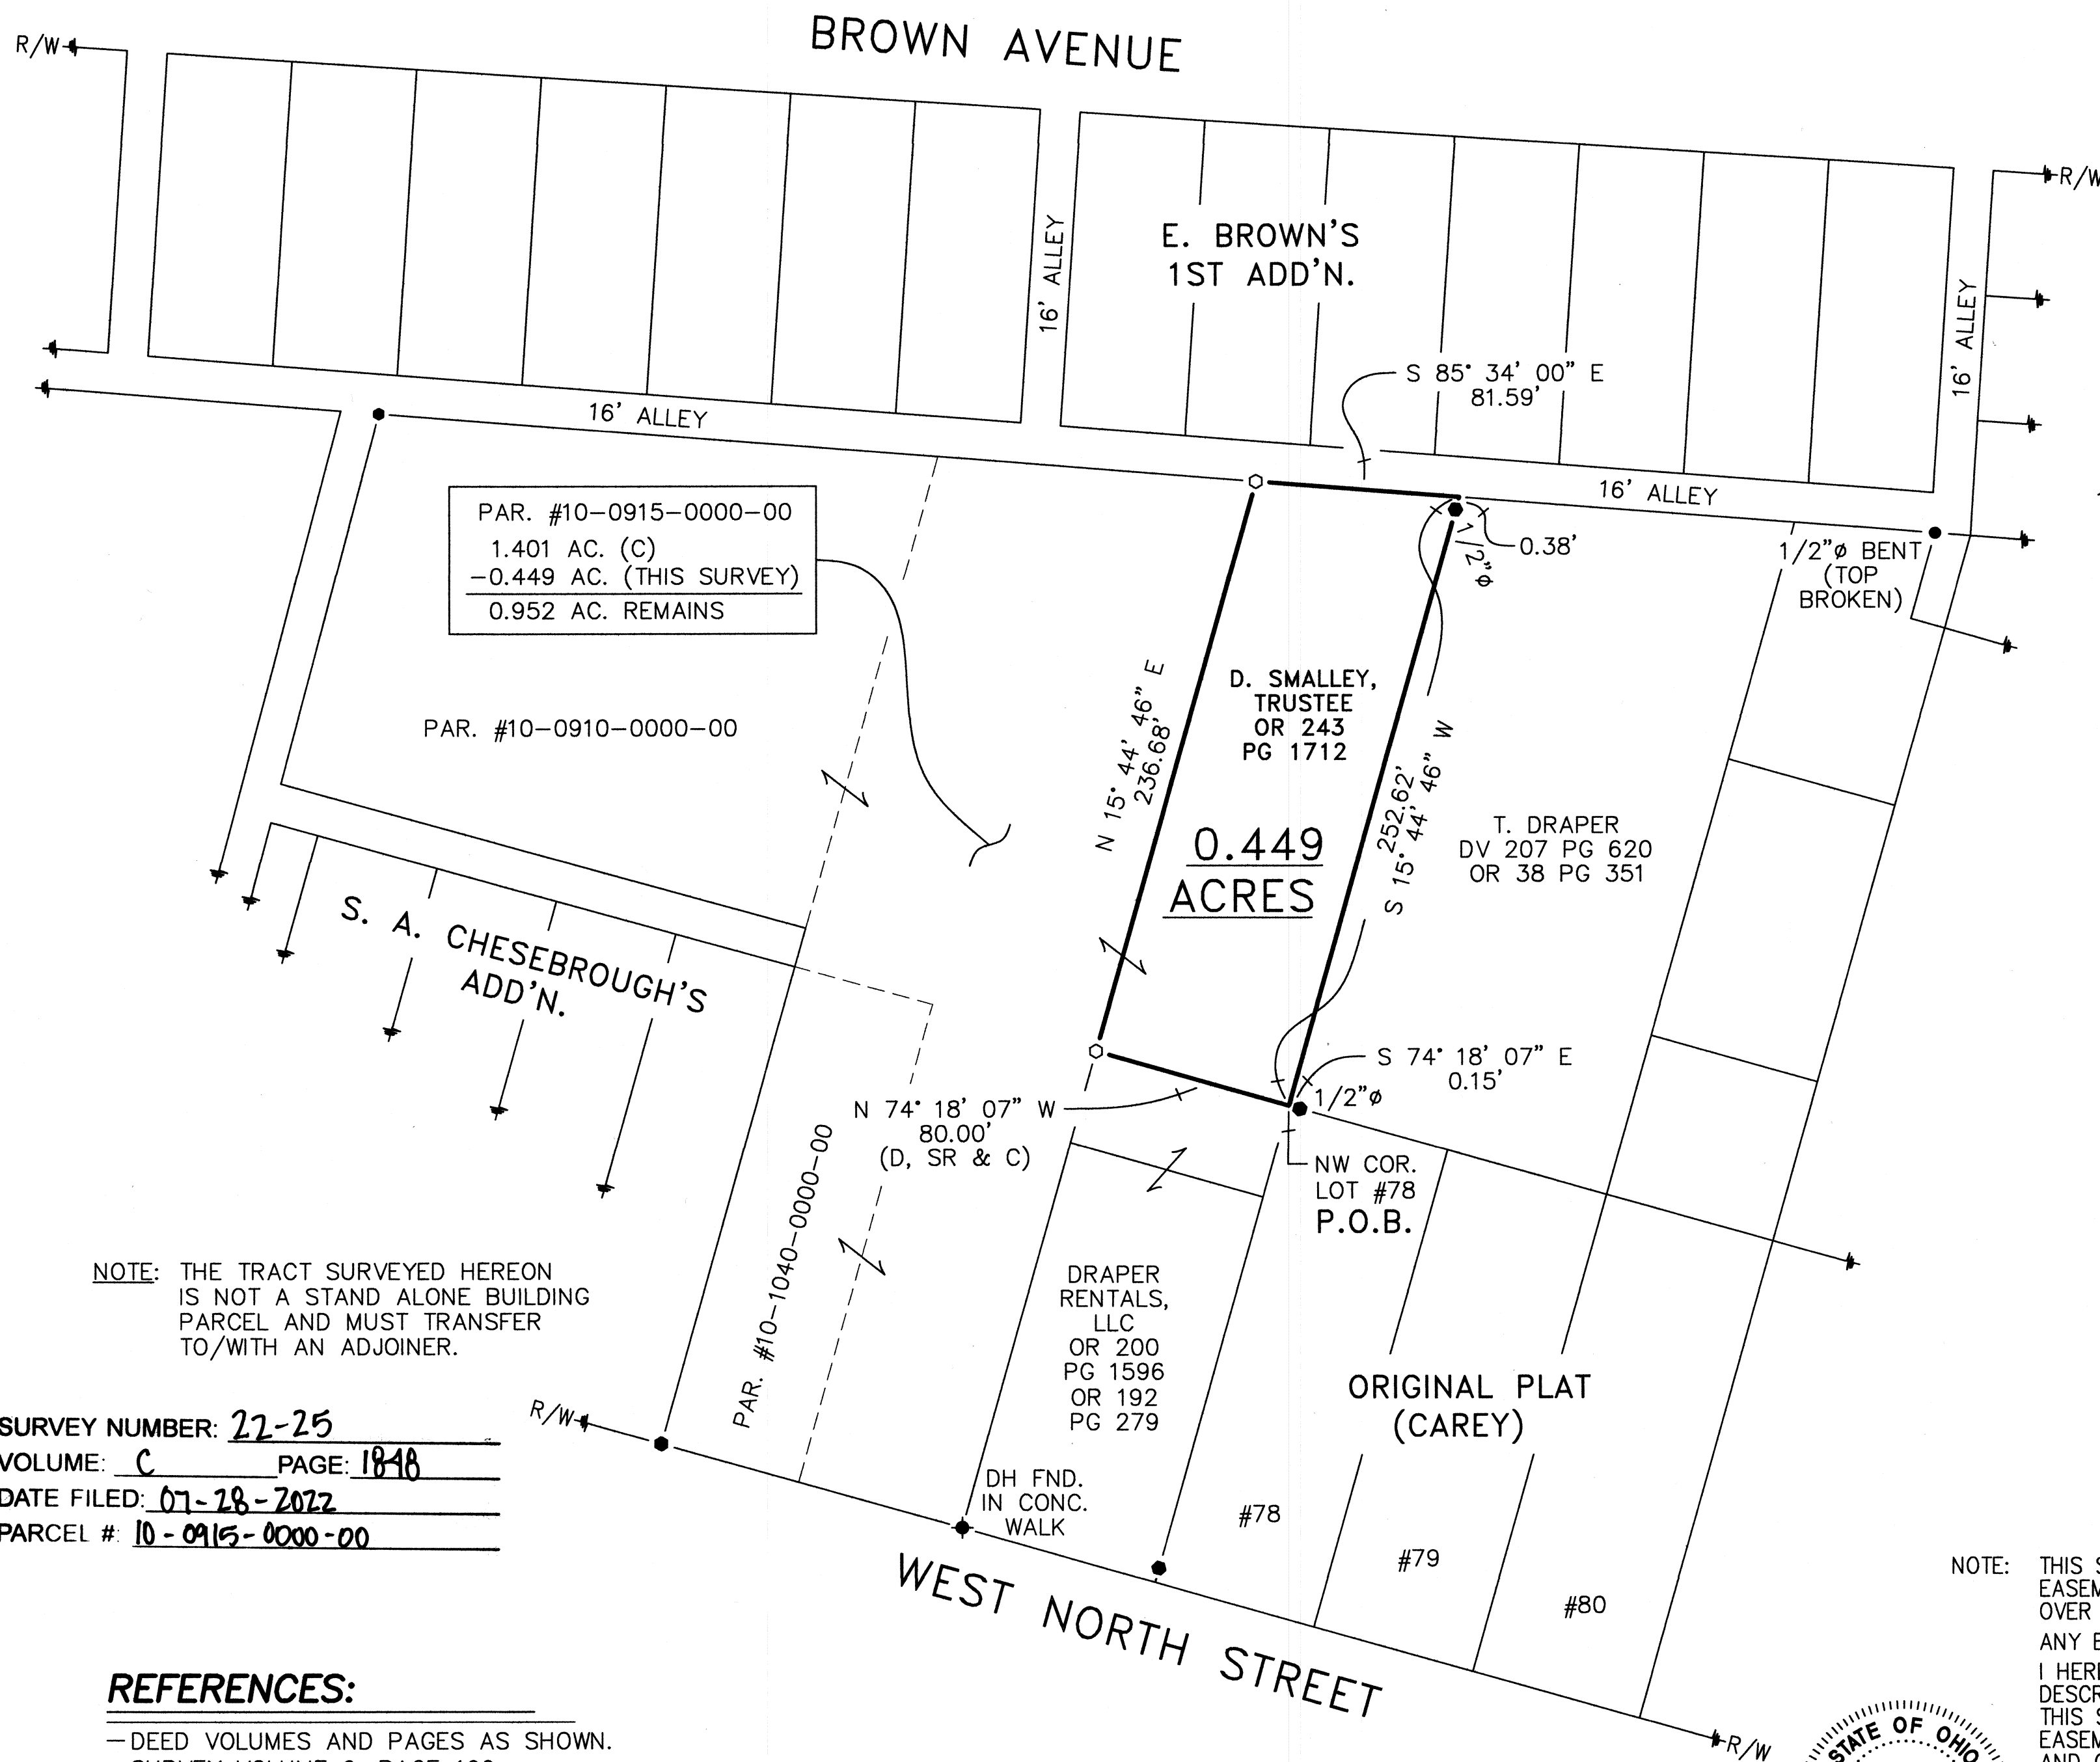 BROWN AVENUE
R/W
R/W
E. BROWN'S
1ST ADD'N.
16' ALLEY
16' ALLEY
S 85° 34' 00" E
81.59'
16' ALLEY
16' ALLEY
PAR. #10-0915-0000-00
1.401 AC. (C)
-0.449 AC. (THIS SURVEY)
0.952 AC. REMAINS
0.38'
1/2"ø
1/2"ø BENT
(TOP
BROKEN)
PAR. #10-0910-0000-00
N 15° 44' 46" E
236.68'
D. SMALLEY,
TRUSTEE
OR 243
PG 1712
252.62'
S 15° 44' 46" W
0.449
ACRES
T. DRAPER
DV 207 PG 620
OR 38 PG 351
S. A. CHESEBROUGH'S
ADD'N.
S 74° 18' 07" E
0.15'
1/2"ø
N 74° 18' 07" W
80.00'
(D, SR & C)
NW COR.
LOT #78
P.O.B.
PAR. #10-1040-0000-00
NOTE: THE TRACT SURVEYED HEREON
IS NOT A STAND ALONE BUILDING
PARCEL AND MUST TRANSFER
TO/WITH AN ADJOINER.
DRAPER
RENTALS,
LLC
OR 200
PG 1596
OR 192
PG 279
ORIGINAL PLAT
(CAREY)
R/W
SURVEY NUMBER: 22-25
VOLUME: C PAGE: 1848
DATE FILED: 07-28-2022
PARCEL #: 10-0915-0000-00
DH FND.
IN CONC.
WALK
#78
#79
#80
WEST NORTH STREET
R/W
REFERENCES:
-DEED VOLUMES AND PAGES AS SHOWN.
NOTE: THIS
OVER
ANY
I
THIS
STATE OF OHIO